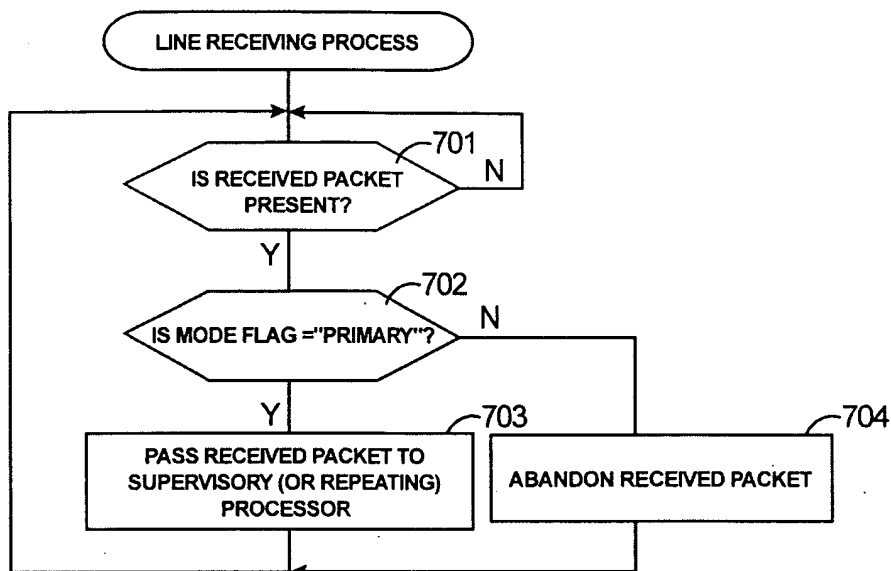 LINE RECEIVING PROCESS
701
IS RECEIVED PACKET
PRESENT?
N
Y
702
IS MODE FLAG ="PRIMARY"?
N
Y
703
PASS RECEIVED PACKET TO
SUPERVISORY (OR REPEATING)
PROCESSOR
704
ABANDON RECEIVED PACKET